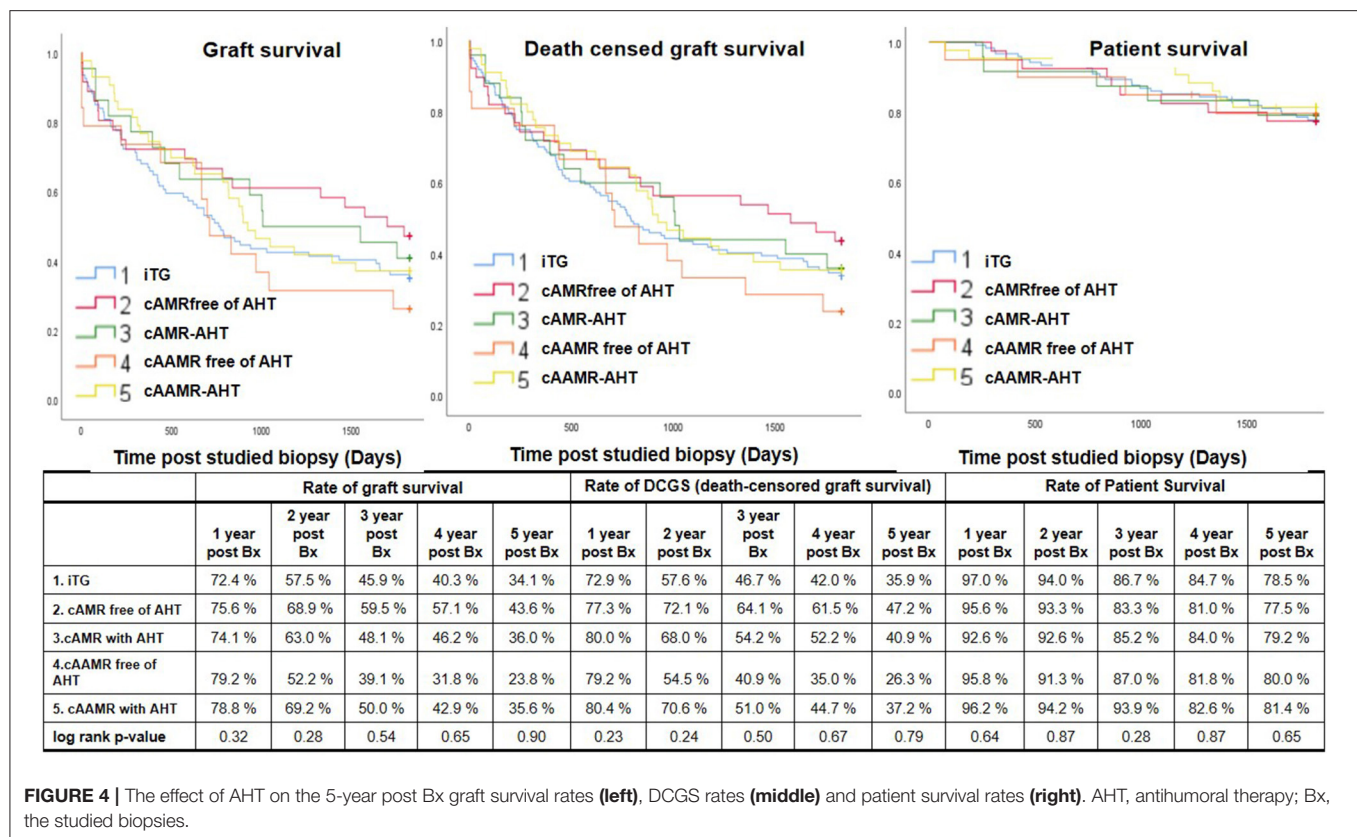 Graft survival
1.0
0.8
0.6
0.4
0.2
0.0
1 iTG
2 cAMRfree of AHT
3 cAMR-AHT
4 cAAMR free of AHT
5 cAAMR-AHT
0 500 1000 1500
Time post studied biopsy (Days)
Death censed graft survival
1.0
0.8
0.6
0.4
0.2
0.0
1 iTG
2 cAMRfree of AHT
3 cAMR-AHT
4 cAAMR free of AHT
5 cAAMR-AHT
0 500 1000 1500
Time post studied biopsy (Days)
Patient survival
1.0
0.8
0.6
0.4
0.2
0.0
1 iTG
2 cAMRfree of AHT
3 cAMR-AHT
4 cAAMR free of AHT
5 cAAMR-AHT
0 500 1000 1500
Time post studied biopsy (Days)
Rate of graft survival Rate of DCGS (death-censored graft survival) Rate of Patient Survival
1 year post Bx 2 year post Bx 3 year post Bx 4 year post Bx 5 year post Bx 1 year post Bx 2 year post Bx 3 year post Bx 4 year post Bx 5 year post Bx 1 year post Bx 2 year post Bx 3 year post Bx 4 year post Bx 5 year post Bx
1. iTG 72.4 % 57.5 % 45.9 % 40.3 % 34.1 % 72.9 % 57.6 % 46.7 % 42.0 % 35.9 % 97.0 % 94.0 % 86.7 % 84.7 % 78.5 %
2. cAMR free of AHT 75.6 % 68.9 % 59.5 % 57.1 % 43.6 % 77.3 % 72.1 % 64.1 % 61.5 % 47.2 % 95.6 % 93.3 % 83.3 % 81.0 % 77.5 %
3.cAMR with AHT 74.1 % 63.0 % 48.1 % 46.2 % 36.0 % 80.0 % 68.0 % 54.2 % 52.2 % 40.9 % 92.6 % 92.6 % 85.2 % 84.0 % 79.2 %
4.cAAMR free of AHT 79.2 % 52.2 % 39.1 % 31.8 % 23.8 % 79.2 % 54.5 % 40.9 % 35.0 % 26.3 % 95.8 % 91.3 % 87.0 % 81.8 % 80.0 %
5. cAAMR with AHT 78.8 % 69.2 % 50.0 % 42.9 % 35.6 % 80.4 % 70.6 % 51.0 % 44.7 % 37.2 % 96.2 % 94.2 % 93.9 % 82.6 % 81.4 %
log rank p-value 0.32 0.28 0.54 0.65 0.90 0.23 0.24 0.50 0.67 0.79 0.64 0.87 0.28 0.87 0.65
FIGURE 4 | The effect of AHT on the 5-year post Bx graft survival rates (left), DCGS rates (middle) and patient survival rates (right). AHT, antihumoral therapy; Bx,
the studied biopsies.